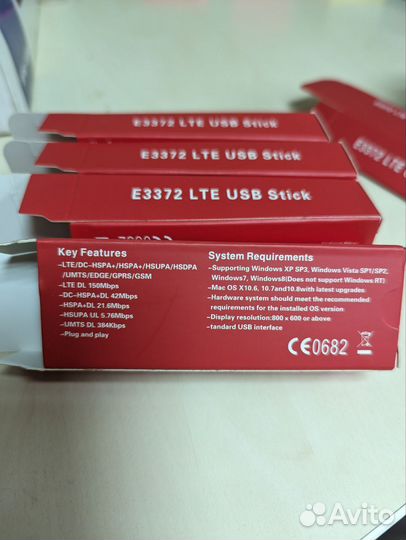 E3372 LTE USB Stick
E3372 LTE USB Stick
E3372 LTE USB Stick
E3372 LTE USB Stick
Key Features
–LTE/DC–HSPA+/HSPA+/HSUPA/HSDPA
/UMTS/EDGE/GPRS/GSM
–LTE DL 150Mbps
–DC–HSPA+DL 42Mbps
–HSPA+DL 21.6Mbps
–HSUPA UL 5.76Mbps
–UMTS DL 384Kbps
–Plug and play
System Requirements
–Supporting Windows XP SP3, Windows Vista SP1/SP2,
Windows7, Windows8(Does not support Windows RT)
–Mac OS X10.6, 10.7and10.8with latest upgrades
–Hardware system should meet the recommended
requirements for the installed OS version
–Display resolution:800 x 600 or above
–tandard USB interface
CE0682
Avito